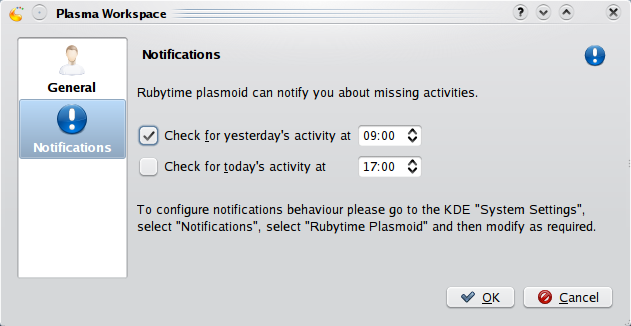 Plasma Workspace
General
Notifications
Notifications
Rubytime plasmoid can notify you about missing activities.
Check for yesterday's activity at 09:00
Check for today's activity at 17:00
To configure notifications behaviour please go to the KDE "System Settings",
select "Notifications", select "Rubytime Plasmoid" and then modify as required.
OK Cancel